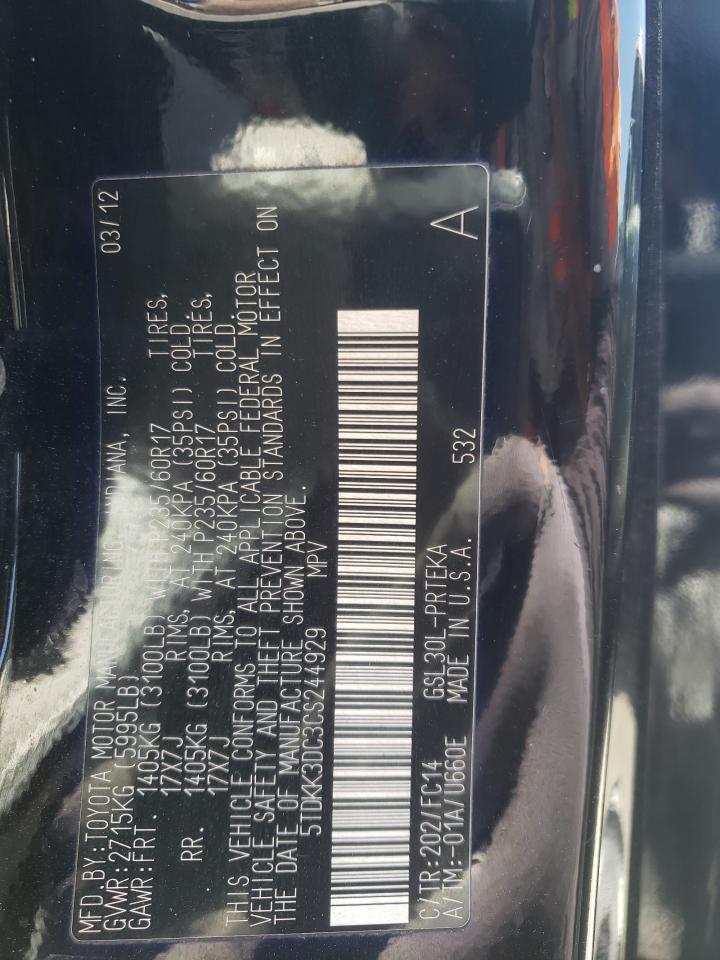 MFD.BY:TOYOTA MOTOR MANUFACTURING INDIANA, INC. 03/12
GVWR:2715KG (5995LB)
GAWR:FRT. 1405KG (3100LB) WITH P235/60R17 TIRES,
17X7J RIMS, AT 240KPA (35PSI) COLD.
RR. 1405KG (3100LB) WITH P235/60R17 TIRES,
17X7J RIMS, AT 240KPA (35PSI) COLD.
THIS VEHICLE CONFORMS TO ALL APPLICABLE FEDERAL MOTOR
VEHICLE SAFETY AND THEFT PREVENTION STANDARDS IN EFFECT ON
THE DATE OF MANUFACTURE SHOWN ABOVE.
5TDKK3DC3CS244929 MPV
C/TR:202/FC14 GSL30L-PRTEKA
A/TM:-01A/U660E MADE IN U.S.A. 532 A